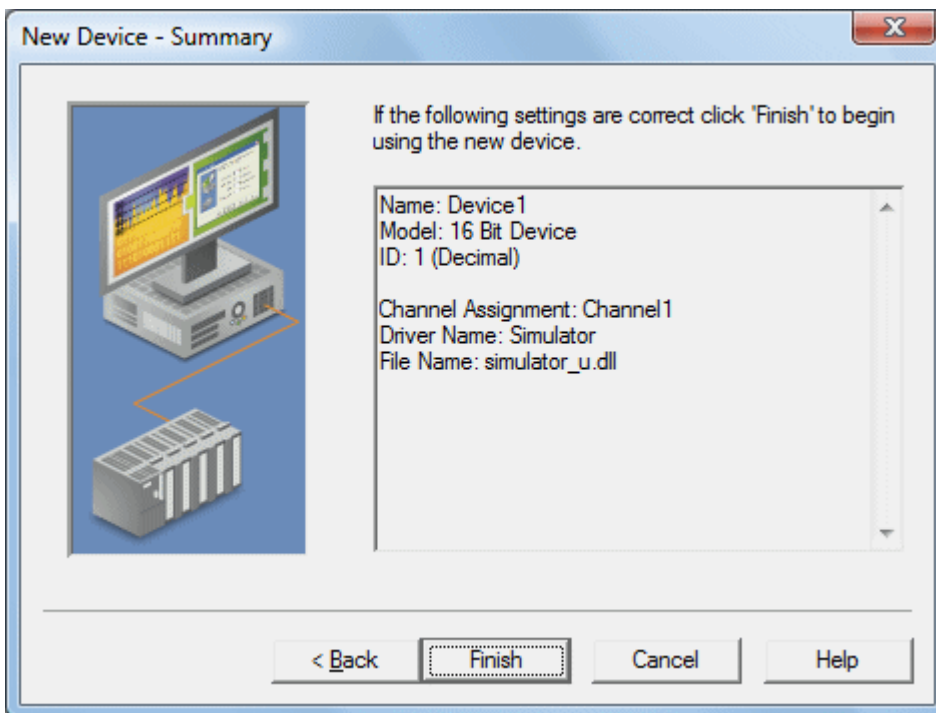 New Device - Summary
If the following settings are correct click 'Finish' to begin
using the new device.
Name: Device1
Model: 16 Bit Device
ID: 1 (Decimal)
Channel Assignment: Channel1
Driver Name: Simulator
File Name: simulator_u.dll
< Back
Finish
Cancel
Help